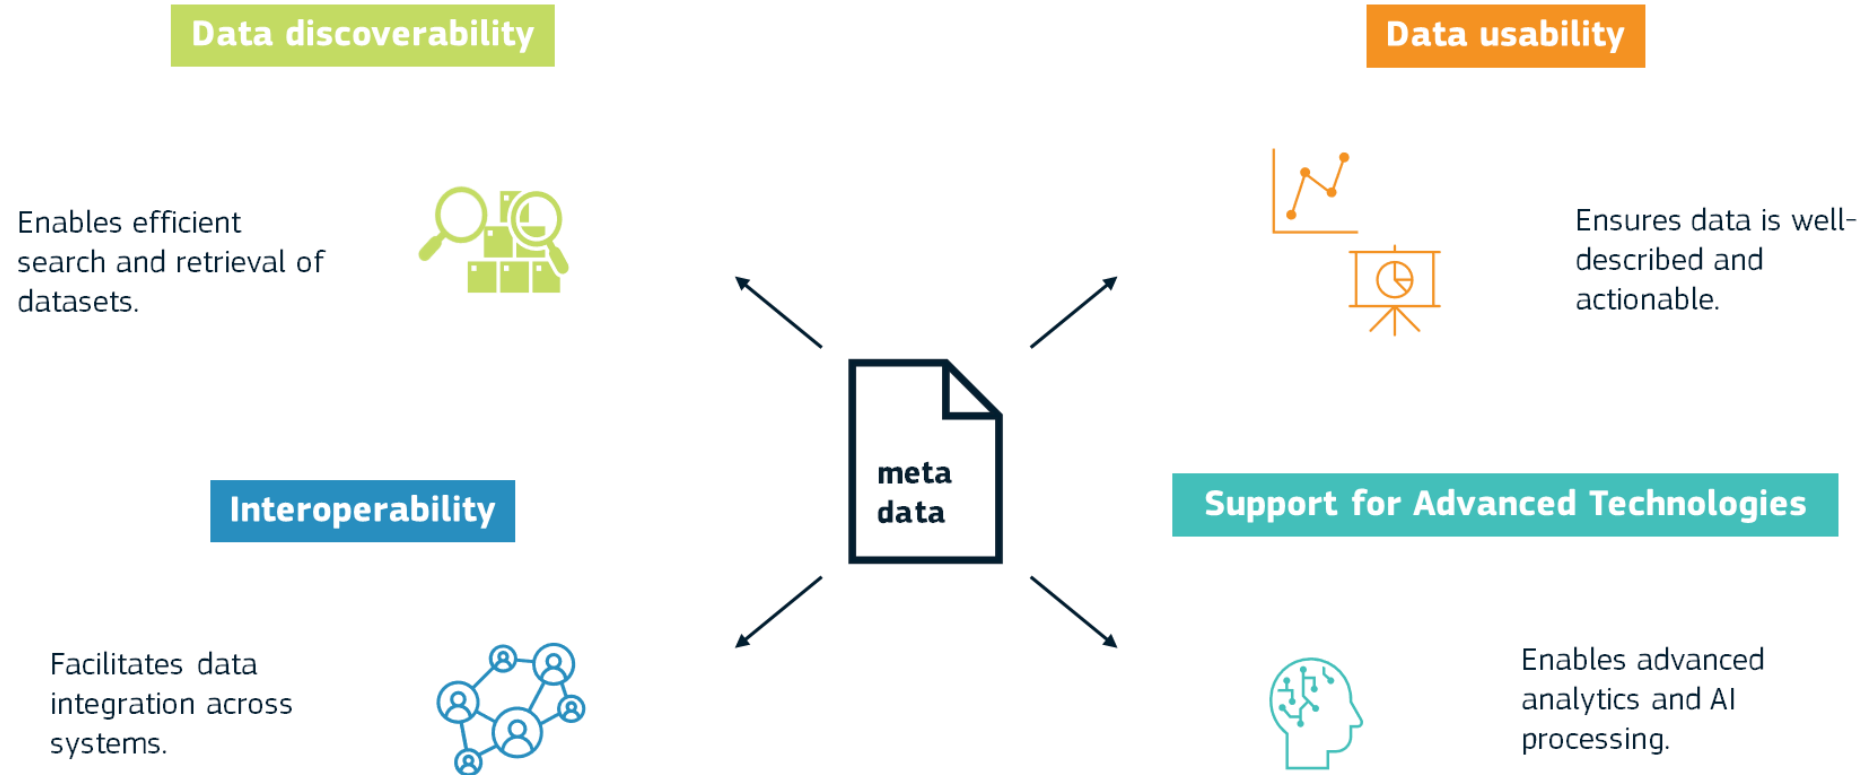 Data discoverability
Enables efficient
search and retrieval of
datasets.
Data usability
Ensures data is well-
described and
actionable.
meta
data
Interoperability
Facilitates data
integration across
systems.
Support for Advanced Technologies
Enables advanced
analytics and AI
processing.